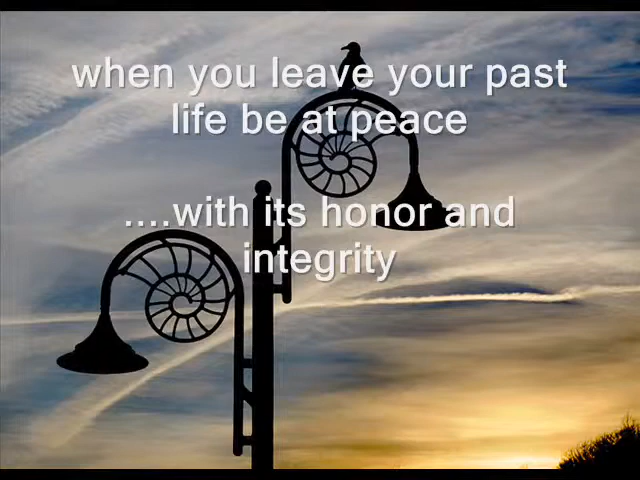 when you leave your past
life be at peace
....with its honor and
integrity